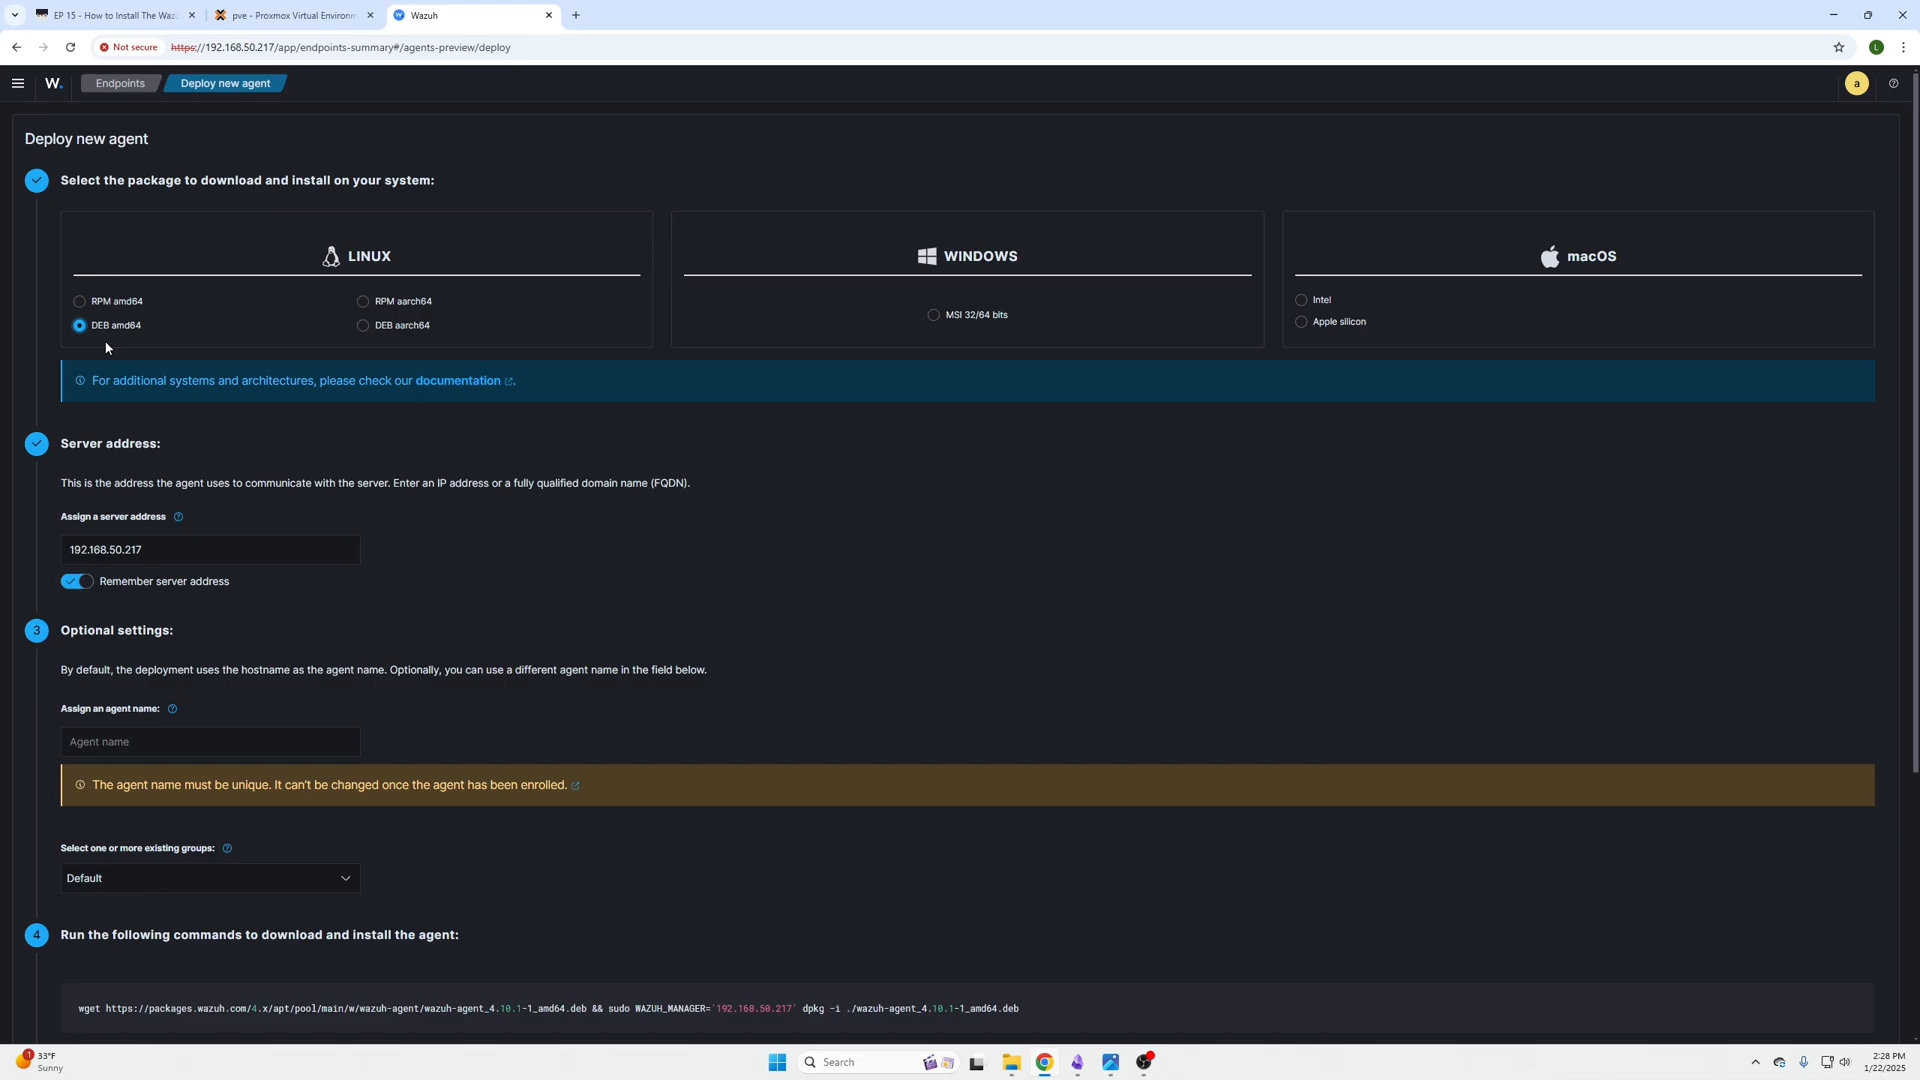 EP 15 - How to Install The Waz
pve - Proxmox Virtual Environm
Wazuh
Not secure
https://192.168.50.217/app/endpoints-summary#/agents-preview/deploy
L
W.
Endpoints
Deploy new agent
a
Deploy new agent
Select the package to download and install on your system:
LINUX
RPM amd64
RPM aarch64
DEB amd64
DEB aarch64
WINDOWS
MSI 32/64 bits
macOS
Intel
Apple silicon
For additional systems and architectures, please check our documentation.
Server address:
This is the address the agent uses to communicate with the server. Enter an IP address or a fully qualified domain name (FQDN).
Assign a server address
192.168.50.217
Remember server address
3
Optional settings:
By default, the deployment uses the hostname as the agent name. Optionally, you can use a different agent name in the field below.
Assign an agent name:
Agent name
The agent name must be unique. It can't be changed once the agent has been enrolled.
Select one or more existing groups:
Default
4
Run the following commands to download and install the agent:
wget https://packages.wazuh.com/4.x/apt/pool/main/w/wazuh-agent/wazuh-agent_4.10.1-1_amd64.deb && sudo WAZUH_MANAGER='192.168.50.217' dpkg -i ./wazuh-agent_4.10.1-1_amd64.deb
1
33°F
Sunny
Search
2:28 PM
1/22/2025